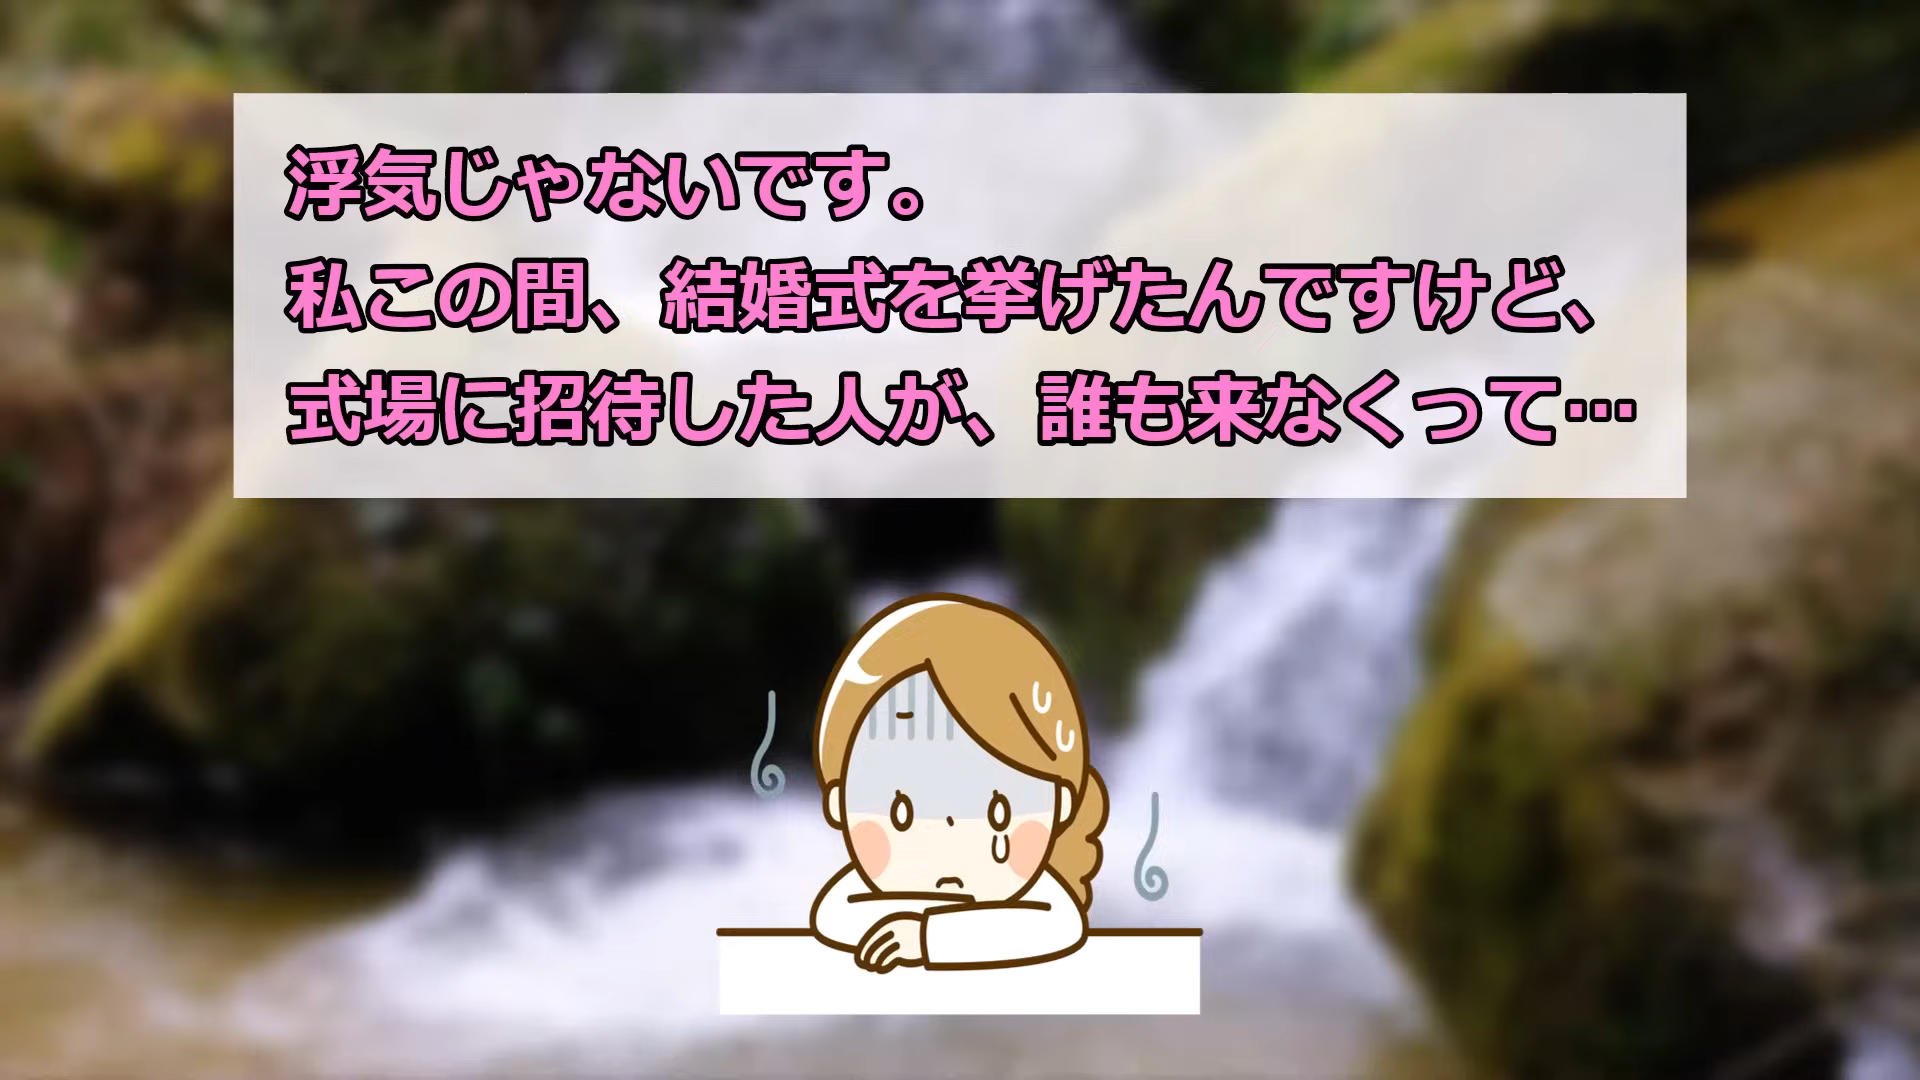 浮気じゃないです。
私この間、結婚式を挙げたんですけど、
式場に招待した人が、誰も来なくって…